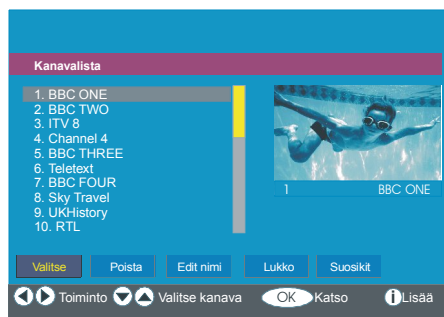 Kanavalista
1. BBC ONE
2. BBC TWO
3. ITV 8
4. Channel 4
5. BBC THREE
6. Teletext
7. BBC FOUR
8. Sky Travel
9. UKHistory
10. RTL
1 BBC ONE
Valitse Poista Edit nimi Lukko Suosikit
Toiminto Valitse kanava OK Katso i Lisää